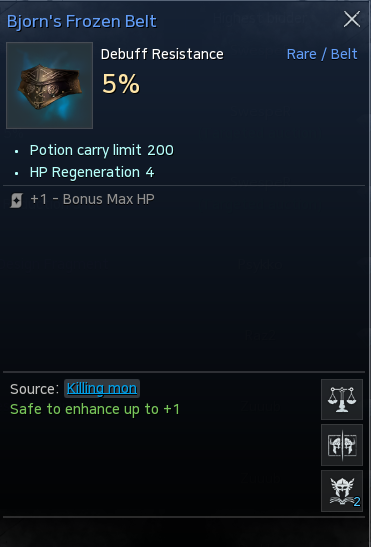 Bjorn's Frozen Belt
Debuff Resistance
Rare / Belt
5%
• Potion carry limit 200
• HP Regeneration 4
+1 - Bonus Max HP
Source: Killing mon
Safe to enhance up to +1
2